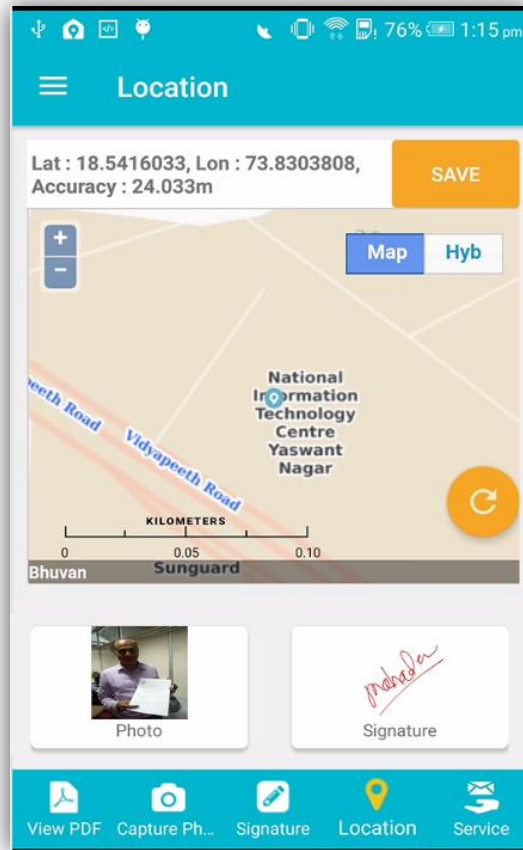 76% 1:15 pm
Location
Lat : 18.5416033, Lon : 73.8303808,
Accuracy : 24.033m
SAVE
+
−
Map Hyb
National
Information
Technology
Centre
Yaswant
Nagar
peeth Road
Vidyapeeth Road
KILOMETERS
0 0.05 0.10
Bhuvan
Sunguard
Photo
Signature
View PDF Capture Ph... Signature Location Service